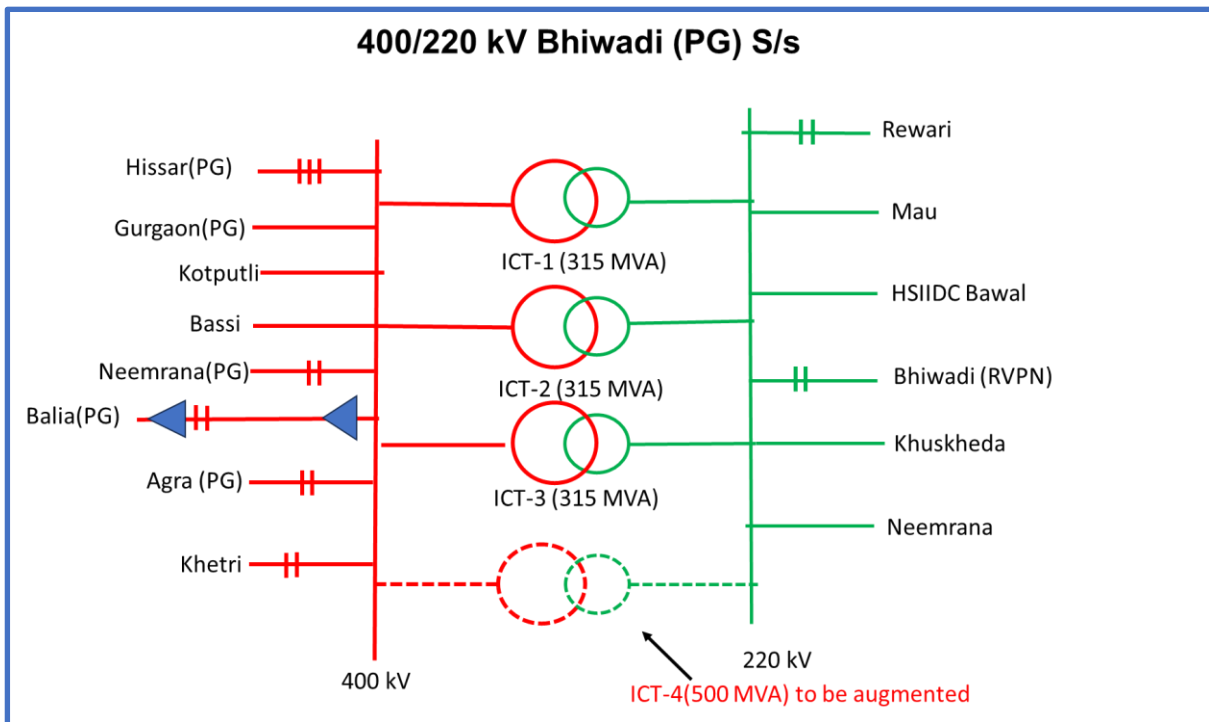 400/220 kV Bhiwadi (PG) S/s
Hissar(PG)
Gurgaon(PG)
Kotputli
Bassi
Neemrana(PG)
Balia(PG)
Agra (PG)
Khetri
400 kV
ICT-1 (315 MVA)
ICT-2 (315 MVA)
ICT-3 (315 MVA)
ICT-4(500 MVA) to be augmented
Rewari
Mau
HSIIDC Bawal
Bhiwadi (RVPN)
Khuskheda
Neemrana
220 kV